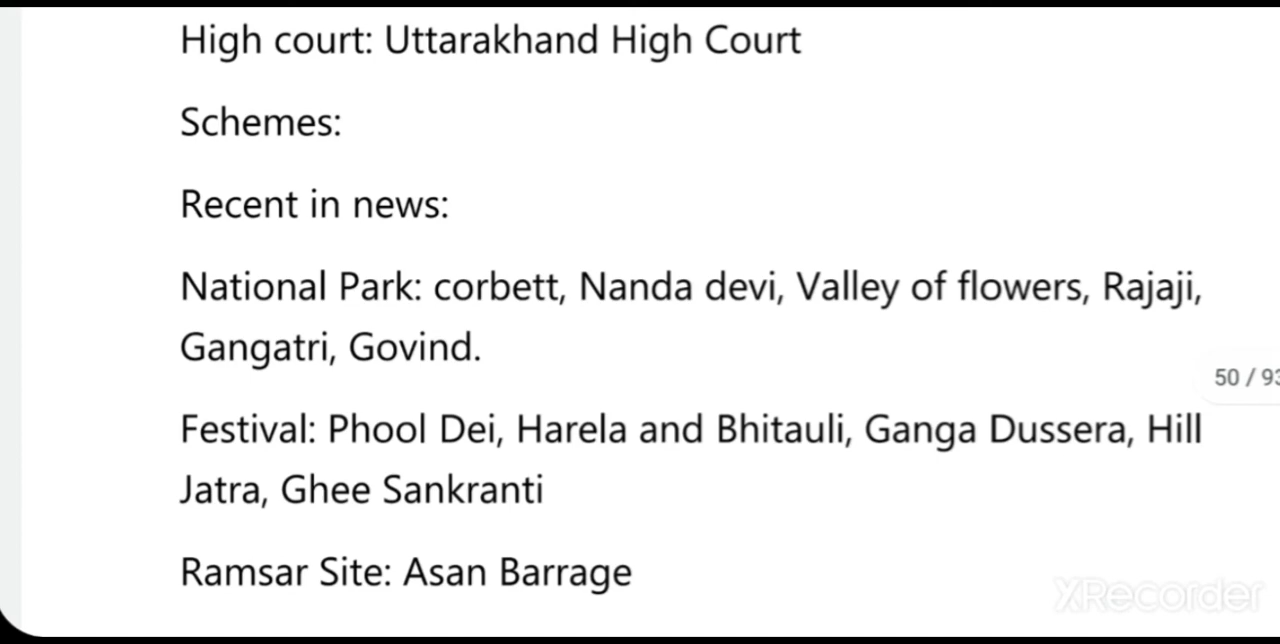 High court: Uttarakhand High Court
Schemes:
Recent in news:
National Park: corbett, Nanda devi, Valley of flowers, Rajaji,
Gangatri, Govind.
50 / 93
Festival: Phool Dei, Harela and Bhitauli, Ganga Dussera, Hill
Jatra, Ghee Sankranti
Ramsar Site: Asan Barrage
XRecorder